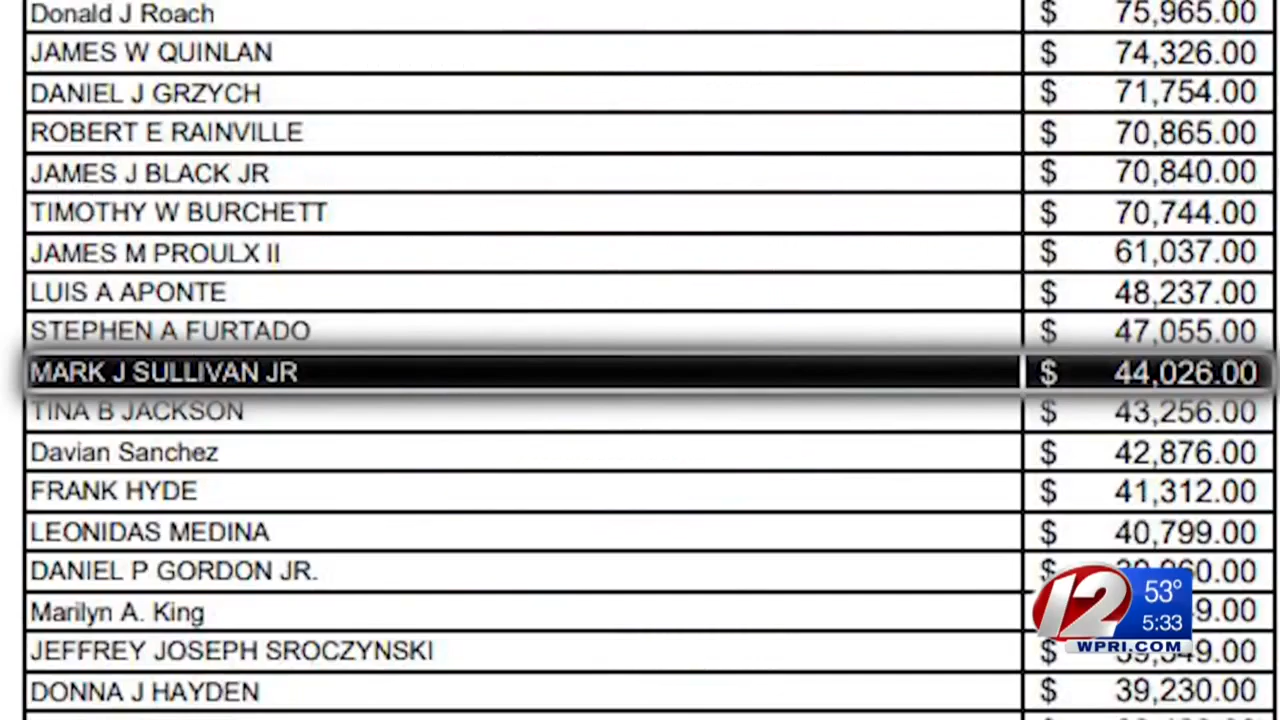 Donald J Roach $ 75,965.00
JAMES W QUINLAN $ 74,326.00
DANIEL J GRZYCH $ 71,754.00
ROBERT E RAINVILLE $ 70,865.00
JAMES J BLACK JR $ 70,840.00
TIMOTHY W BURCHETT $ 70,744.00
JAMES M PROULX II $ 61,037.00
LUIS A APONTE $ 48,237.00
STEPHEN A FURTADO $ 47,055.00
MARK J SULLIVAN JR $ 44,026.00
TINA B JACKSON $ 43,256.00
Davian Sanchez $ 42,876.00
FRANK HYDE $ 41,312.00
LEONIDAS MEDINA $ 40,799.00
DANIEL P GORDON JR. $
Marilyn A. King
JEFFREY JOSEPH SROCZYNSKI $
DONNA J HAYDEN $ 39,230.00
12 53°
5:33
WPRI.COM